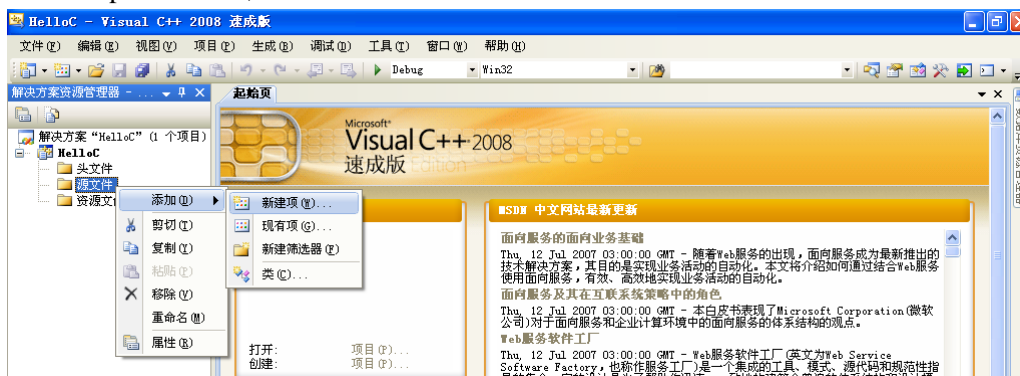 HelloC - Visual C++ 2008 速成版
文件(F) 编辑(E) 视图(V) 项目(P) 生成(B) 调试(D) 工具(T) 窗口(W) 帮助(H)
Debug Win32
解决方案资源管理器 - ...
起始页
解决方案“HelloC”(1 个项目)
HelloC
头文件
源文件
资源文
添加(D)
剪切(T)
复制(Y)
粘贴(P)
移除(V)
重命名(M)
属性(R)
新建项(W)...
现有项(G)...
新建筛选器(F)
类(C)...
Microsoft®
Visual C++ 2008
速成版 Edition
打开: 项目(P)...
创建: 项目(P)...
MSDN 中文网站最新更新
面向服务的面向业务基础
Thu, 12 Jul 2007 03:00:00 GMT - 随着Web服务的出现，面向服务成为最新推出的
技术解决方案，其目的是实现业务活动的自动化。本文将介绍如何通过结合Web服务
使用面向服务，有效、高效地实现业务活动的自动化。
面向服务及其在互联系统策略中的角色
Thu, 12 Jul 2007 03:00:00 GMT - 本白皮书表现了Microsoft Corporation(微软
公司)对于面向服务和企业计算环境中的面向服务的体系结构的观点。
Web服务软件工厂
Thu, 12 Jul 2007 03:00:00 GMT - Web服务软件工厂(英文为Web Service
Software Factory，也称作服务工厂)是一个集成的工具、模式、源代码和规范性指